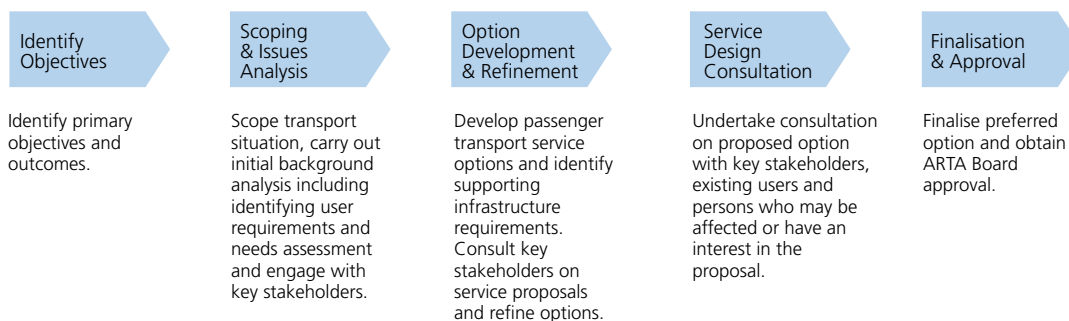 Identify
Objectives
Scoping
& Issues
Analysis
Option
Development
& Refinement
Service
Design
Consultation
Finalisation
& Approval
Identify primary
objectives and
outcomes.
Scope transport
situation, carry out
initial background
analysis including
identifying user
requirements and
needs assessment
and engage with
key stakeholders.
Develop passenger
transport service
options and identify
supporting
infrastructure
requirements.
Consult key
stakeholders on
service proposals
and refine options.
Undertake consultation
on proposed option
with key stakeholders,
existing users and
persons who may be
affected or have an
interest in the
proposal.
Finalise preferred
option and obtain
ARTA Board
approval.